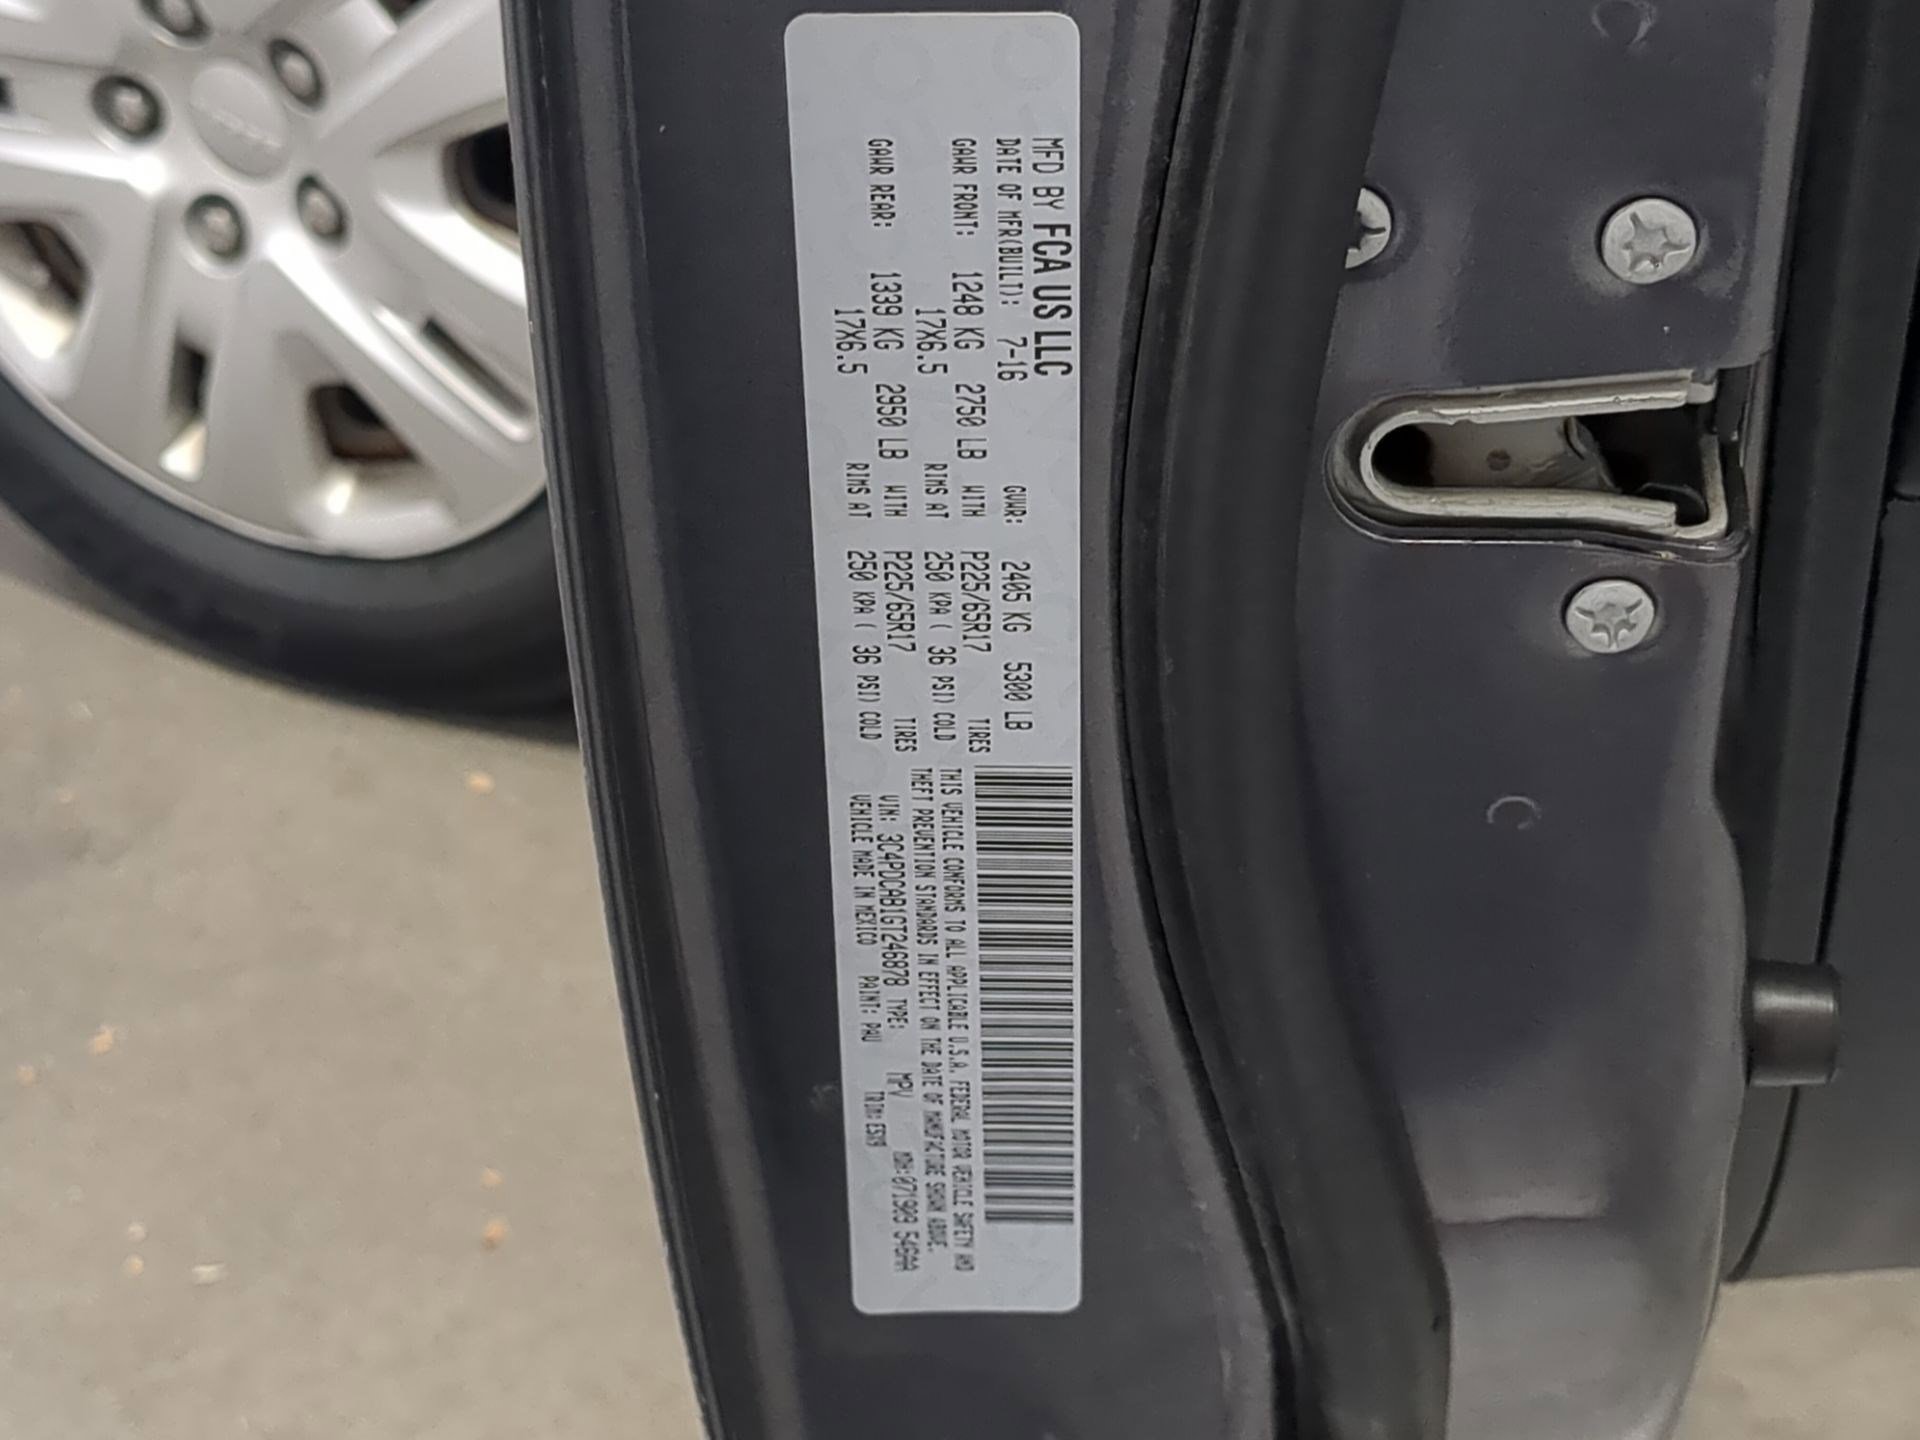 MFD BY FCA US LLC
DATE OF MFR(BUILT): 7-16 GVWR: 2405 KG 5300 LB
GAWR FRONT: 1248 KG 2750 LB WITH P225/65R17 TIRES
17X6.5 RIMS AT 250 KPA ( 36 PSI) COLD
GAWR REAR: 1339 KG 2950 LB WITH P225/65R17 TIRES
17X6.5 RIMS AT 250 KPA ( 36 PSI) COLD
THIS VEHICLE CONFORMS TO ALL APPLICABLE U.S.A. FEDERAL MOTOR VEHICLE SAFETY AND
THEFT PREVENTION STANDARDS IN EFFECT ON THE DATE OF MANUFACTURE SHOWN ABOVE.
VIN: 3C4PDCAB1GT246878 TYPE: MPV MDH:071909 546AA
VEHICLE MADE IN MEXICO PAINT: PAU TRIM: E5X9